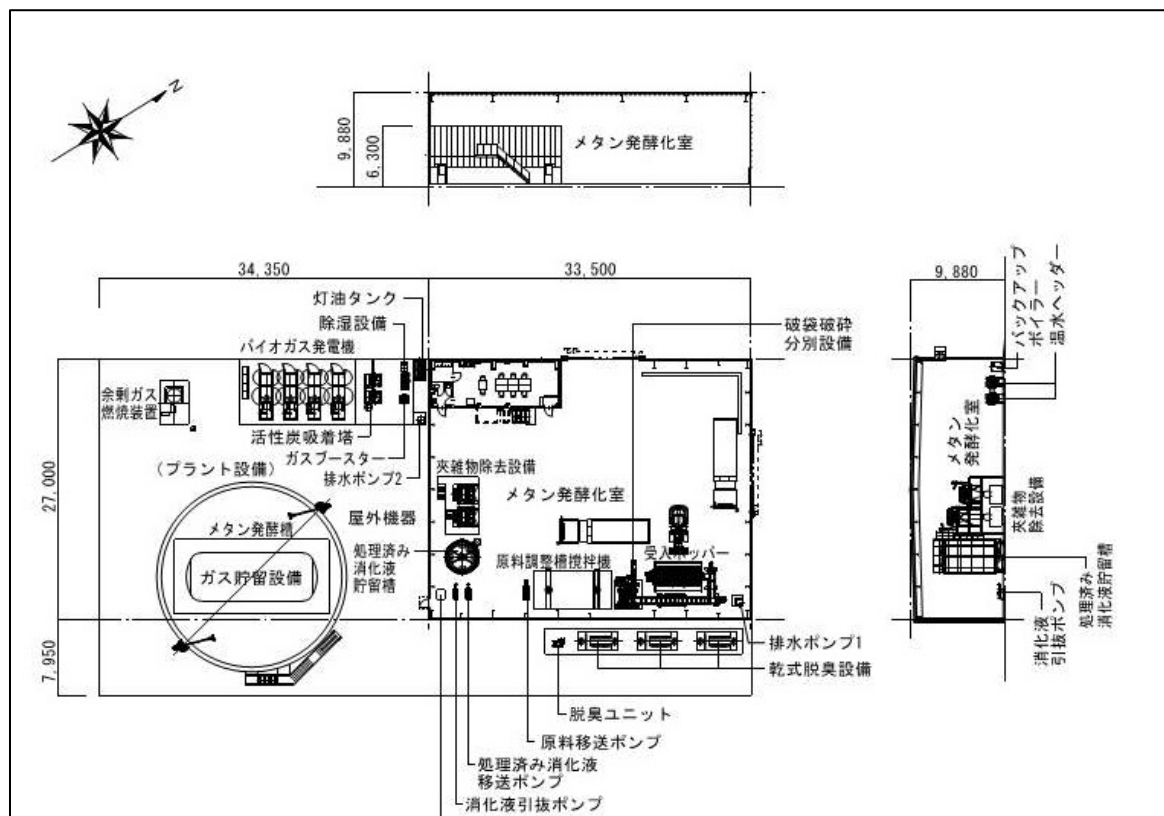 N
9,880
6,300
メタン発酵化室
34,350
33,500
9,880
バックアップ
ボイラー
温水ヘッダー
灯油タンク
除湿設備
バイオガス発電機
破袋破砕
分別設備
余剰ガス
燃焼装置
活性炭吸着塔
ガスブースター
排水ポンプ2
(プラント設備)
27,000
夾雑物除去設備
メタン発酵化室
屋外機器
メタン発酵槽
処理済み
消化液
貯留槽
原料調整槽撹拌機
受入ホッパー
ガス貯留設備
メタン発酵化室
夾雑物
除去設備
処理済み
消化液貯留槽
消化液
引抜ポンプ
7,950
排水ポンプ1
乾式脱臭設備
脱臭ユニット
原料移送ポンプ
処理済み消化液
移送ポンプ
消化液引抜ポンプ